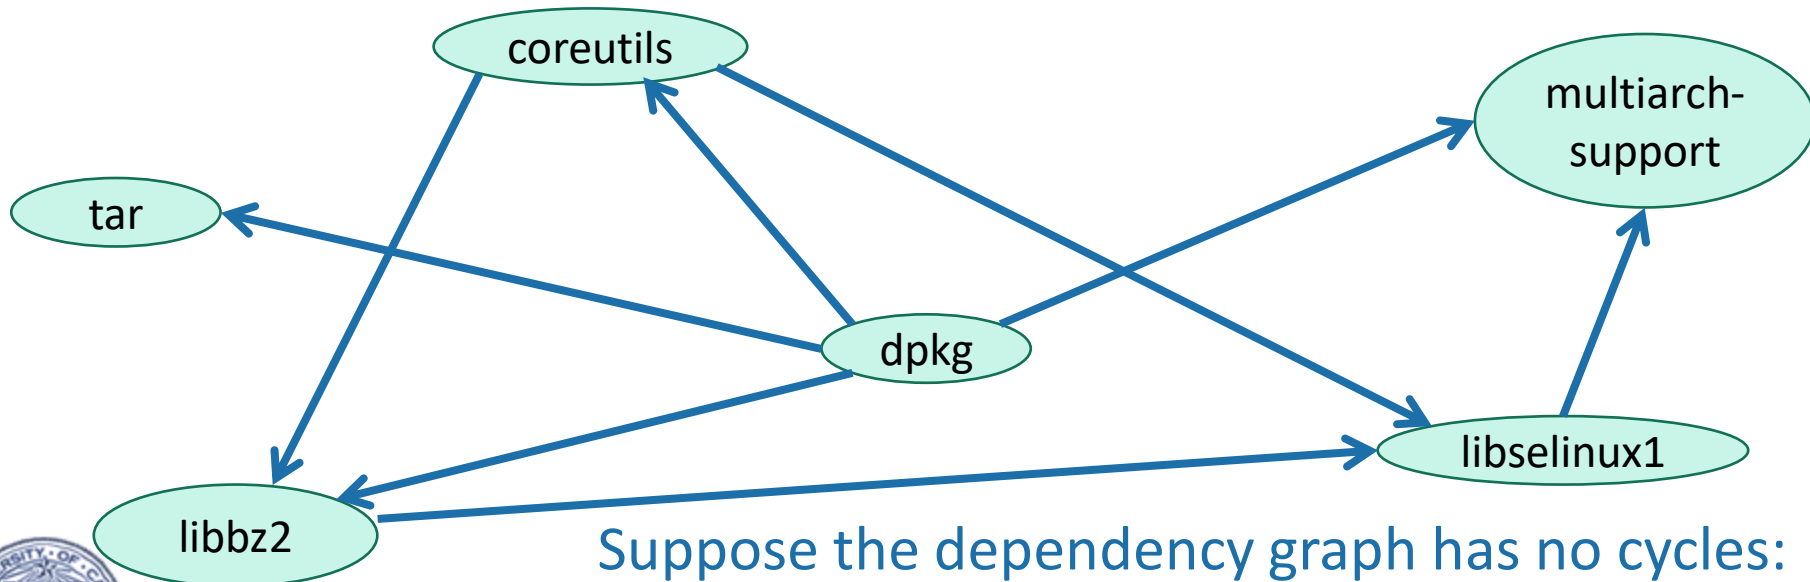 coreutils
multiarch-
support
tar
dpkg
libselinux1
libbz2
Suppose the dependency graph has no cycles: